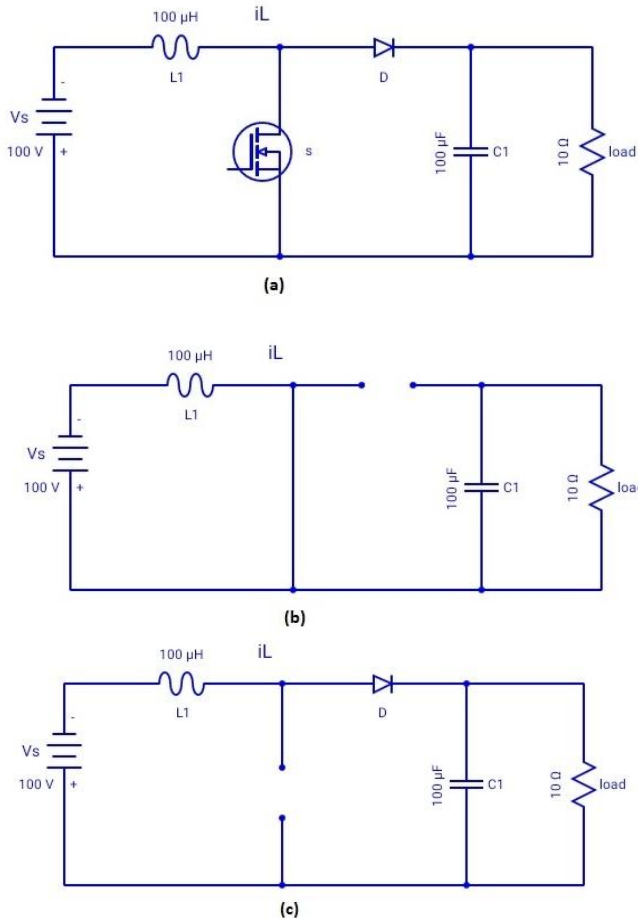 100 μH
iL
L1
D
-
Vs
100 V
+
s
100 μF
C1
10 Ω
load
(a)
100 μH
iL
L1
-
Vs
100 V
+
100 μF
C1
10 Ω
load
(b)
100 μH
iL
L1
D
-
Vs
100 V
+
100 μF
C1
10 Ω
load
(c)